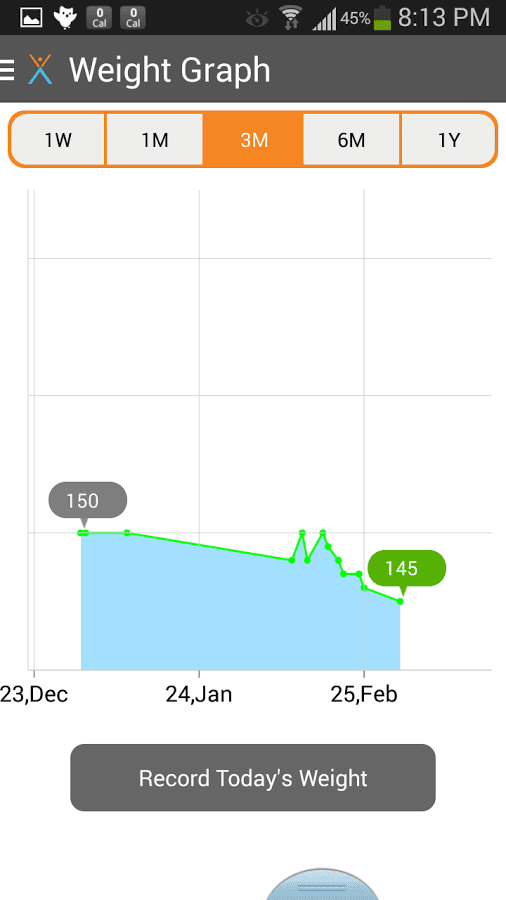 0 Cal 0 Cal 45% 8:13 PM
Weight Graph
1W 1M 3M 6M 1Y
150
145
23,Dec 24,Jan 25,Feb
Record Today's Weight